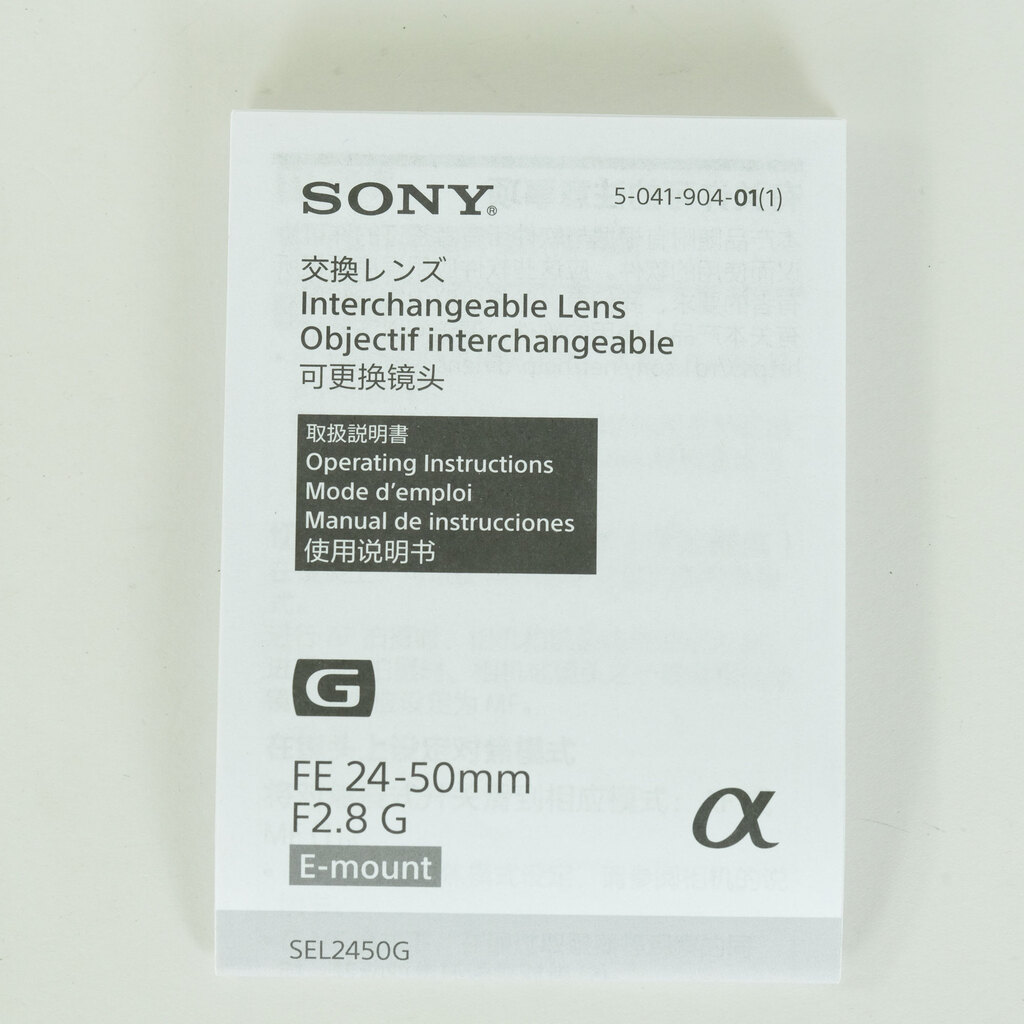 SONY®
5-041-904-01(1)
交換レンズ
Interchangeable Lens
Objectif interchangeable
可更换镜头
取扱説明書
Operating Instructions
Mode d'emploi
Manual de instrucciones
使用说明书
G
FE 24-50mm
F2.8 G
α
E-mount
SEL2450G